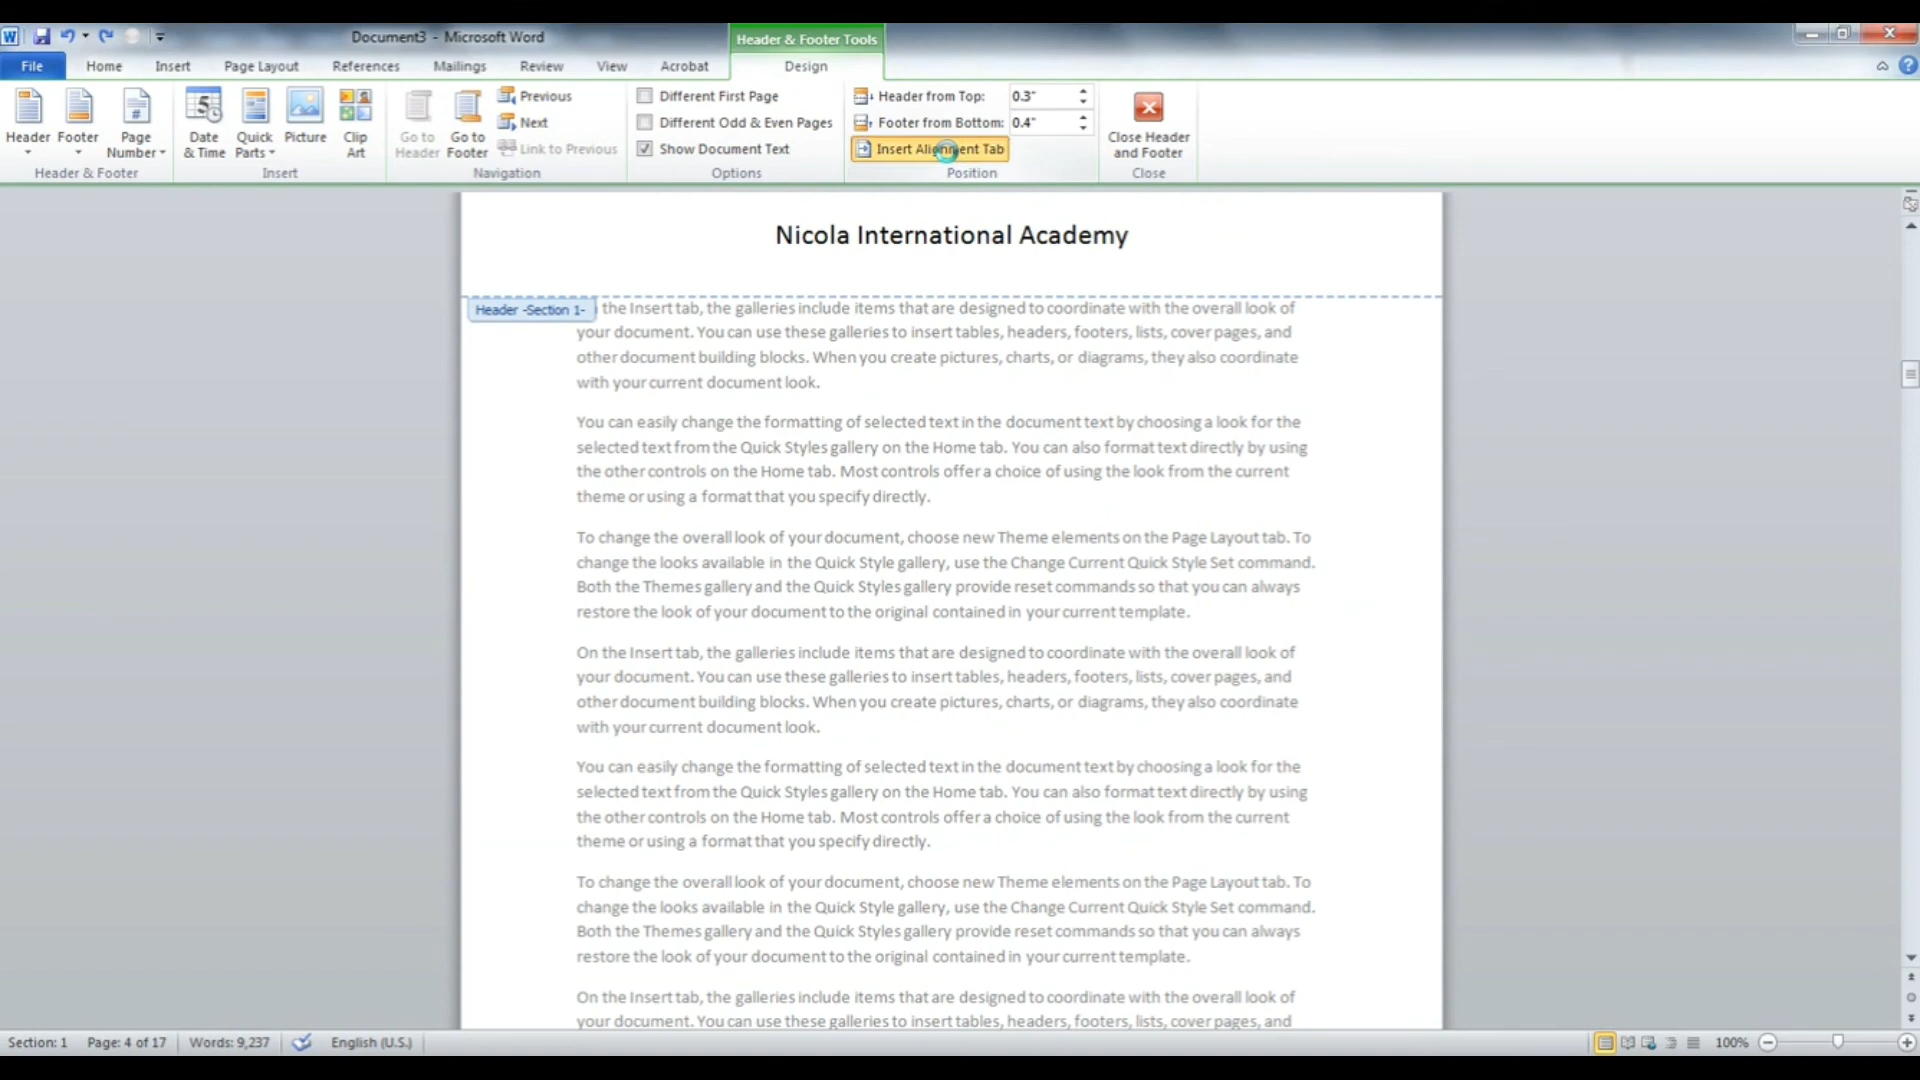 Document3 - Microsoft Word
Header & Footer Tools
File Home Insert Page Layout References Mailings Review View Acrobat Design
Header
Footer
Page Number
Header & Footer
Date & Time
Quick Parts
Picture
Clip Art
Insert
Go to Header
Go to Footer
Previous
Next
Link to Previous
Navigation
Different First Page
Different Odd & Even Pages
Show Document Text
Options
Header from Top: 0.3"
Footer from Bottom: 0.4"
Insert Alignment Tab
Position
Close Header and Footer
Close
Nicola International Academy
Header -Section 1-
the Insert tab, the galleries include items that are designed to coordinate with the overall look of
your document. You can use these galleries to insert tables, headers, footers, lists, cover pages, and
other document building blocks. When you create pictures, charts, or diagrams, they also coordinate
with your current document look.
You can easily change the formatting of selected text in the document text by choosing a look for the
selected text from the Quick Styles gallery on the Home tab. You can also format text directly by using
the other controls on the Home tab. Most controls offer a choice of using the look from the current
theme or using a format that you specify directly.
To change the overall look of your document, choose new Theme elements on the Page Layout tab. To
change the looks available in the Quick Style gallery, use the Change Current Quick Style Set command.
Both the Themes gallery and the Quick Styles gallery provide reset commands so that you can always
restore the look of your document to the original contained in your current template.
On the Insert tab, the galleries include items that are designed to coordinate with the overall look of
your document. You can use these galleries to insert tables, headers, footers, lists, cover pages, and
other document building blocks. When you create pictures, charts, or diagrams, they also coordinate
with your current document look.
You can easily change the formatting of selected text in the document text by choosing a look for the
selected text from the Quick Styles gallery on the Home tab. You can also format text directly by using
the other controls on the Home tab. Most controls offer a choice of using the look from the current
theme or using a format that you specify directly.
To change the overall look of your document, choose new Theme elements on the Page Layout tab. To
change the looks available in the Quick Style gallery, use the Change Current Quick Style Set command.
Both the Themes gallery and the Quick Styles gallery provide reset commands so that you can always
restore the look of your document to the original contained in your current template.
On the Insert tab, the galleries include items that are designed to coordinate with the overall look of
your document. You can use these galleries to insert tables, headers, footers, lists, cover pages, and
Section: 1 Page: 4 of 17 Words: 9,237 English (U.S.) 100%